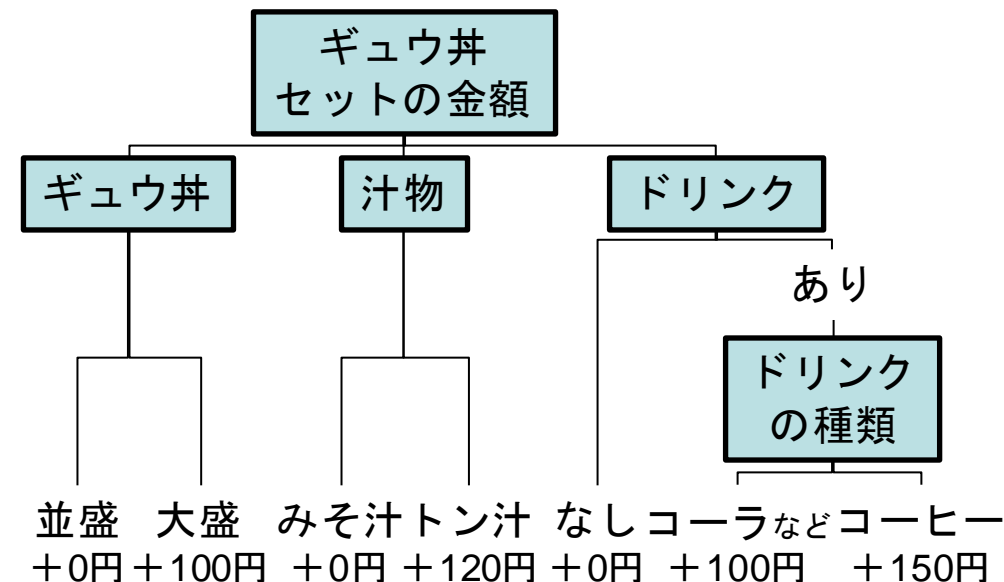 ギュウ丼
セットの金額
ギュウ丼
汁物
ドリンク
あり
ドリンク
の種類
並盛 大盛 みそ汁 トン汁 なし コーラなど コーヒー
+0円 +100円 +0円 +120円 +0円 +100円 +150円